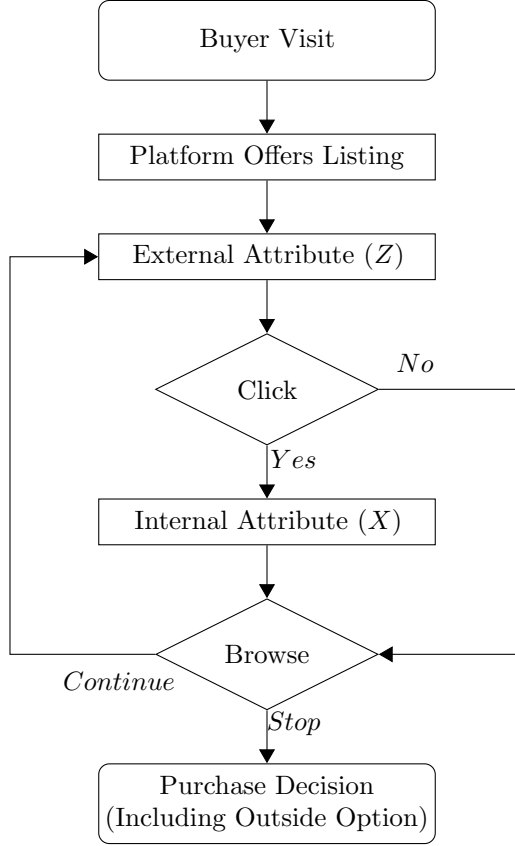 Buyer Visit
Platform Offers Listing
External Attribute (Z)
Click
No
Yes
Internal Attribute (X)
Browse
Continue
Stop
Purchase Decision
(Including Outside Option)